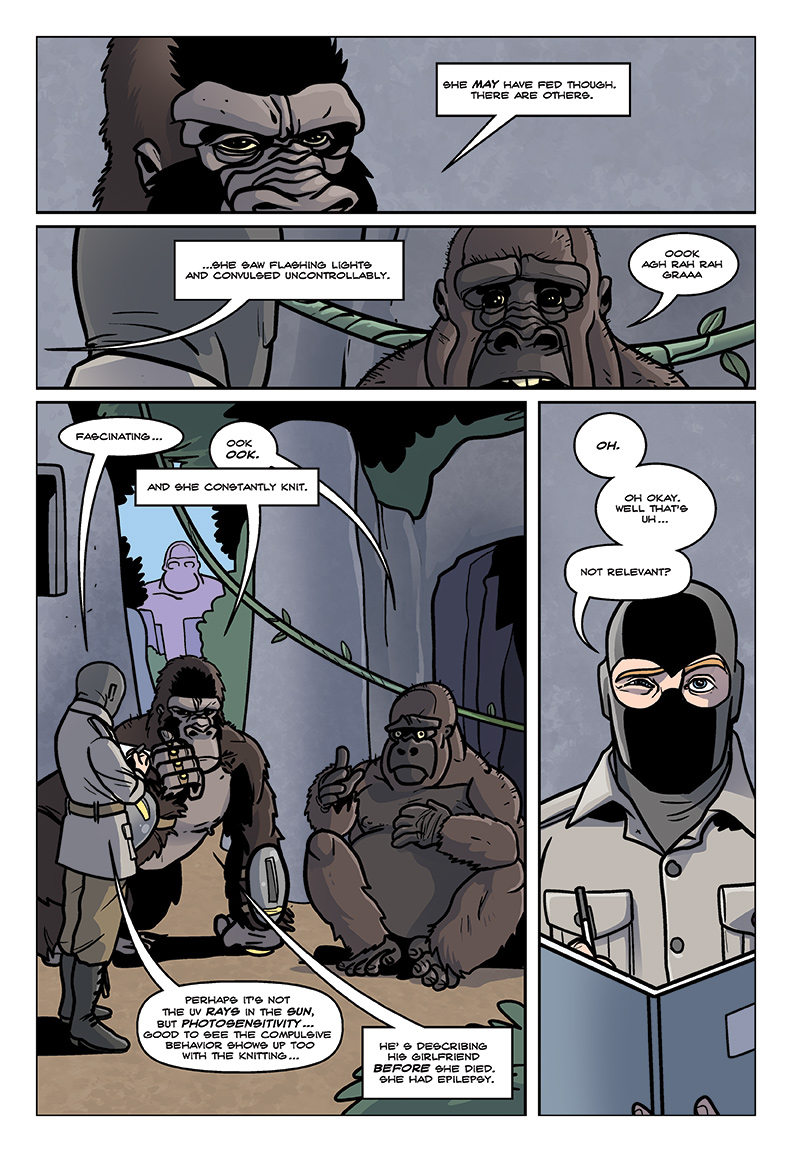 SHE MAY HAVE FED THOUGH.
THERE ARE OTHERS.
...SHE SAW FLASHING LIGHTS
AND CONVULSED UNCONTROLLABLY.
OOOK
AGH RAH RAH
GRAAA
FASCINATING...
OOK
OOK.
AND SHE CONSTANTLY KNIT.
PERHAPS IT'S NOT
THE UV RAYS IN THE SUN,
BUT PHOTOSENSITIVITY...
GOOD TO SEE THE COMPULSIVE
BEHAVIOR SHOWS UP TOO
WITH THE KNITTING...
HE' S DESCRIBING
HIS GIRLFRIEND
BEFORE SHE DIED.
SHE HAD EPILEPSY.
OH.
OH OKAY.
WELL THAT'S
UH...
NOT RELEVANT?